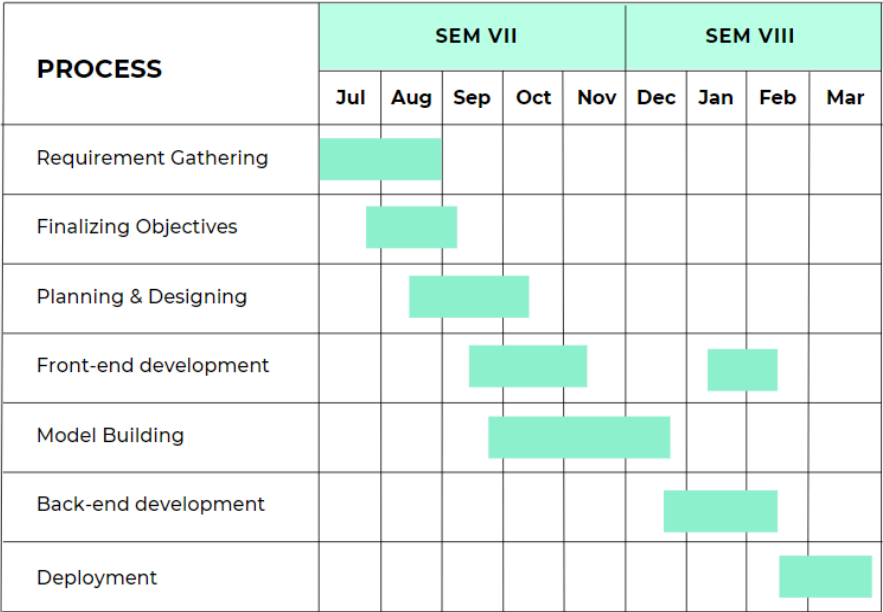 PROCESS
SEM VII
SEM VIII
Jul Aug Sep Oct Nov Dec Jan Feb Mar
Requirement Gathering
Finalizing Objectives
Planning & Designing
Front-end development
Model Building
Back-end development
Deployment